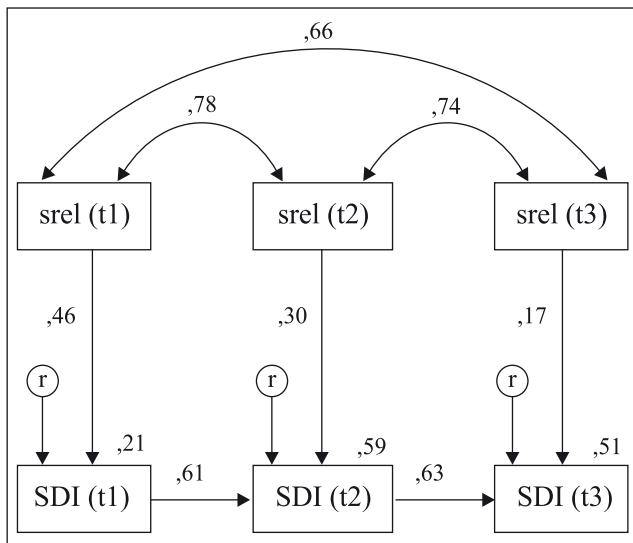 ,66
,78 ,74
srel (t1) srel (t2) srel (t3)
,46 ,30 ,17
r r r
,21 ,59 ,51
SDI (t1) ,61 SDI (t2) ,63 SDI (t3)